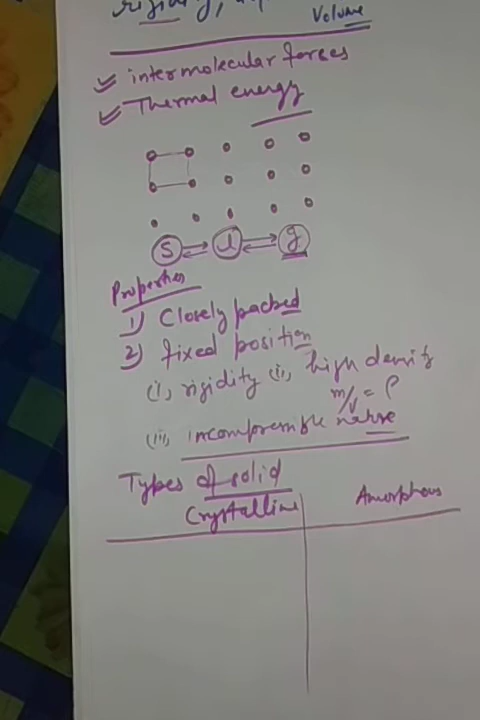 Volume
intermolecular forces
Thermal energy
S ⇌ l ⇌ g
Properties
1) Closely packed
2) fixed position
(i), rigidity (ii), high density
m/v = ρ
(iii), incompressible
Types of solid
Crystalline Amorphous